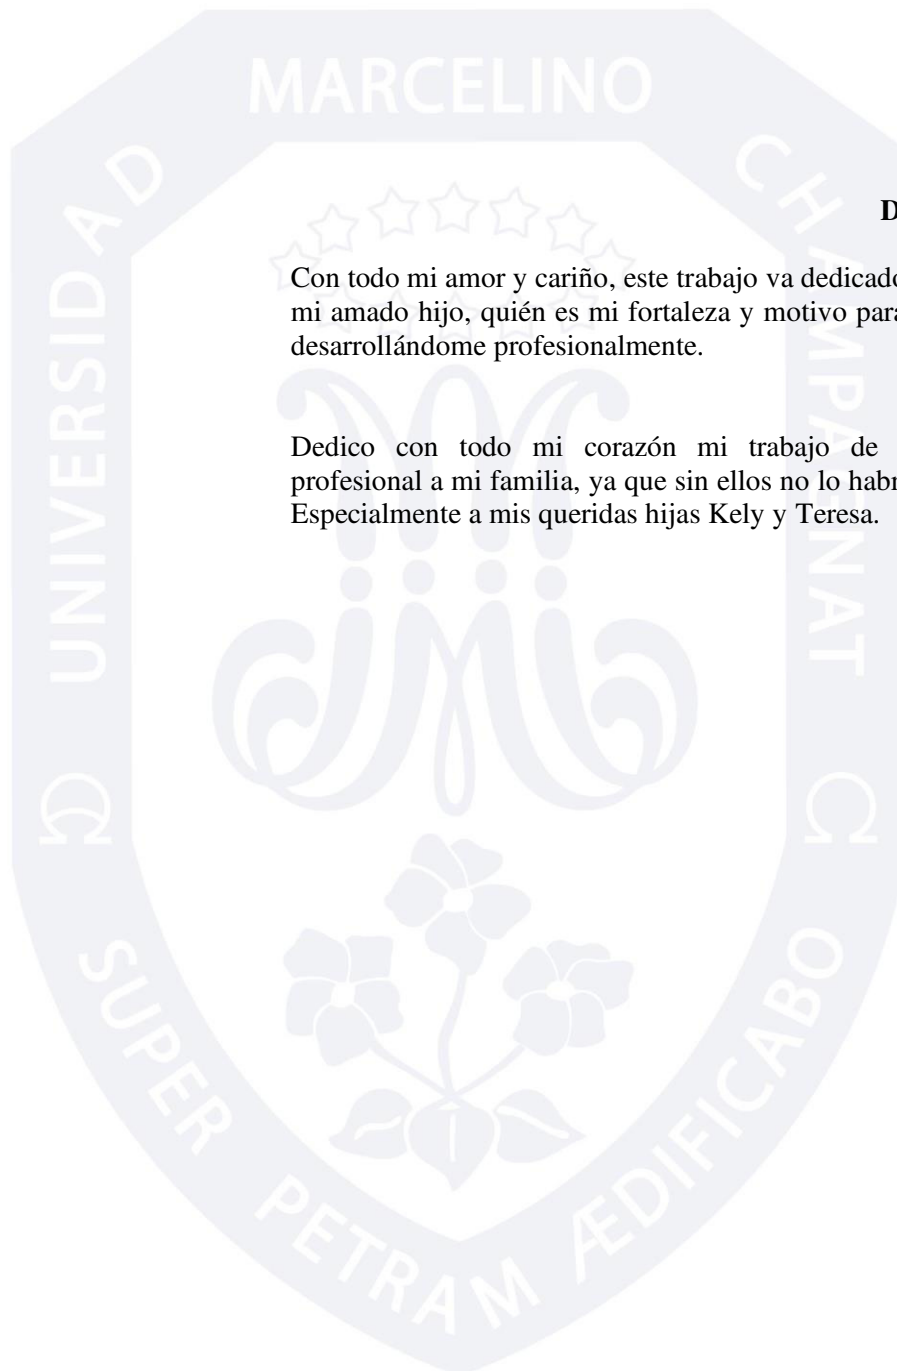 MARCELINO
UNIVERSIDAD
CHAMPAGNAT
D
Con todo mi amor y cariño, este trabajo va dedicado
mi amado hijo, quién es mi fortaleza y motivo para
desarrollándome profesionalmente.
Dedico con todo mi corazón mi trabajo de
profesional a mi familia, ya que sin ellos no lo habr
Especialmente a mis queridas hijas Kely y Teresa.
SUPER PETRAM ÆDIFICABO